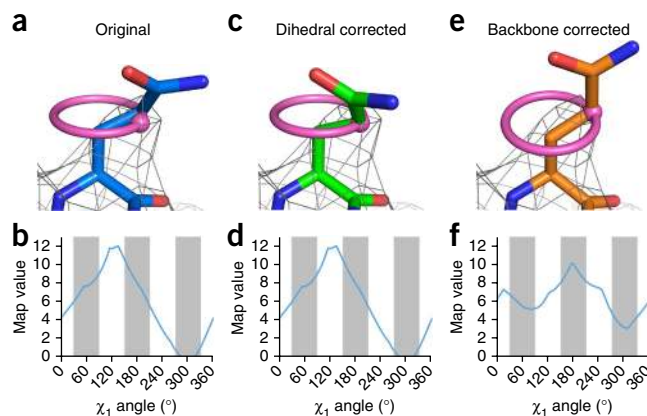 a Original c Dihedral corrected e Backbone corrected
b d f
Map value 12 10 8 6 4 2 0
0 60 120 180 240 300 360
χ1 angle (°)
Map value 12 10 8 6 4 2 0
0 60 120 180 240 300 360
χ1 angle (°)
Map value 12 10 8 6 4 2 0
0 60 120 180 240 300 360
χ1 angle (°)